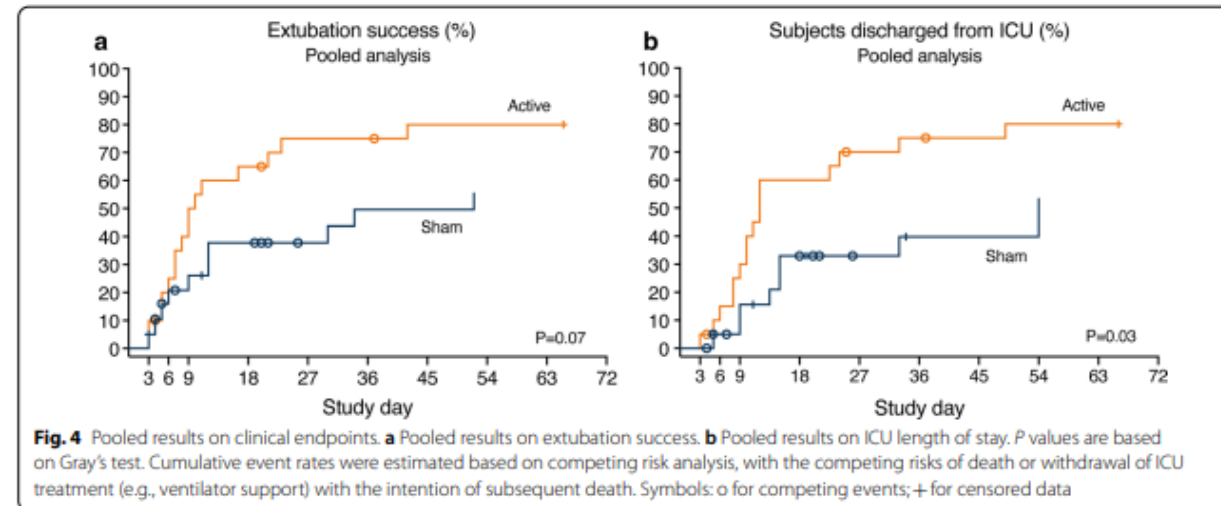 a
Extubation success (%)
Pooled analysis
100
90
80
70
60
50
40
30
20
10
0
Active
Sham
P=0.07
3 6 9 18 27 36 45 54 63 72
Study day
b
Subjects discharged from ICU (%)
Pooled analysis
100
90
80
70
60
50
40
30
20
10
0
Active
Sham
P=0.03
3 6 9 18 27 36 45 54 63 72
Study day
Fig. 4 Pooled results on clinical endpoints. a Pooled results on extubation success. b Pooled results on ICU length of stay. P values are based
on Gray's test. Cumulative event rates were estimated based on competing risk analysis, with the competing risks of death or withdrawal of ICU
treatment (e.g., ventilator support) with the intention of subsequent death. Symbols: o for competing events; + for censored data